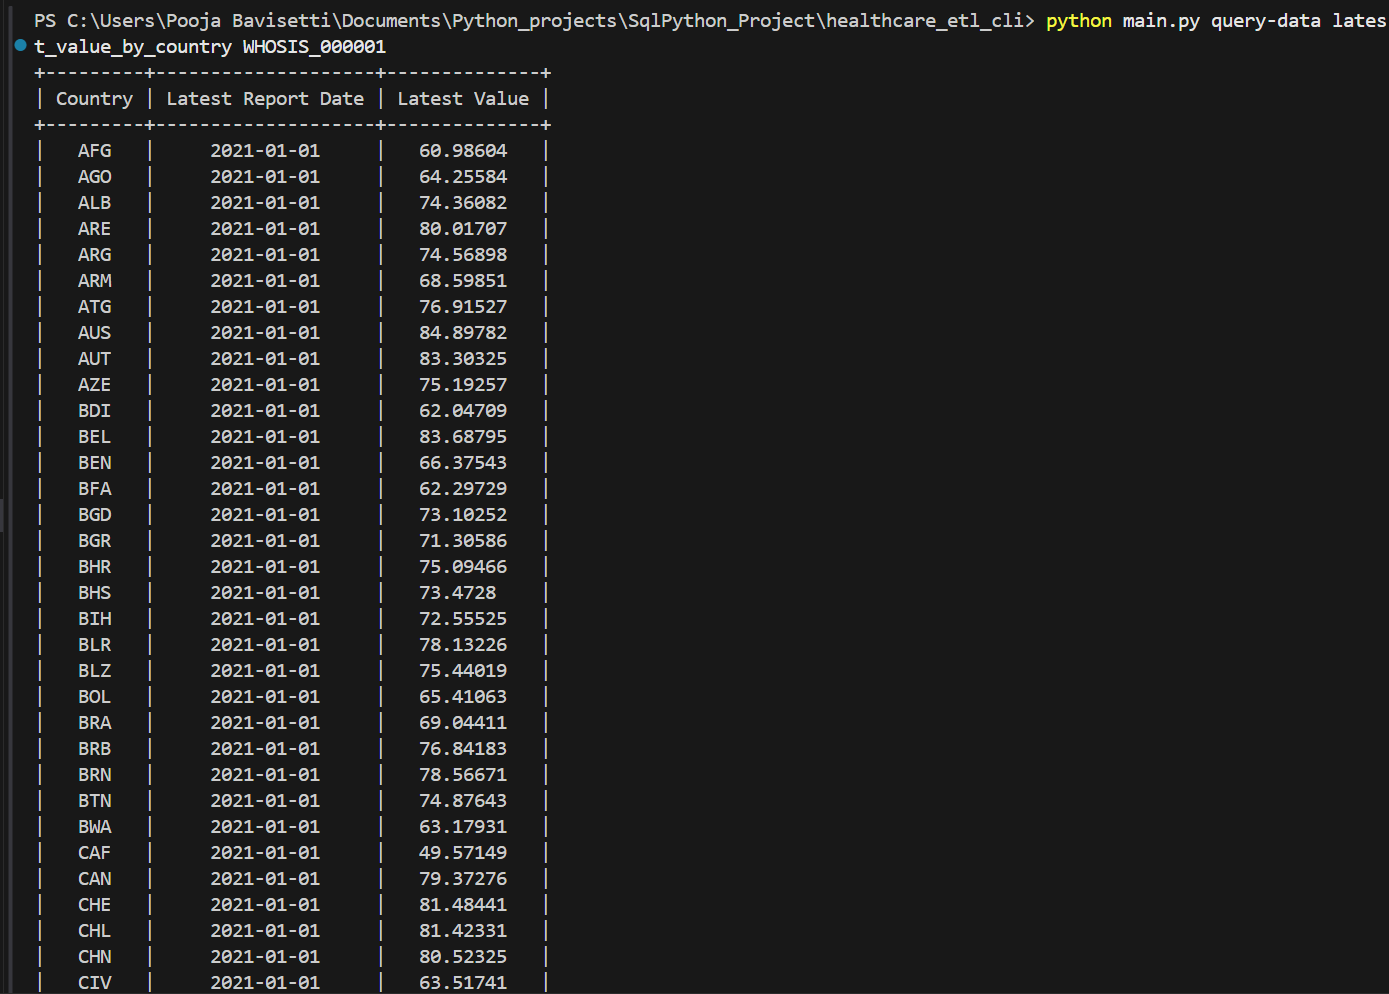 PS C:\Users\Pooja Bavisetti\Documents\Python_projects\SqlPython_Project\healthcare_etl_cli> python main.py query-data lates
t_value_by_country WHOSIS_000001
+---------+--------------------+--------------+
| Country | Latest Report Date | Latest Value |
+---------+--------------------+--------------+
|   AFG   |     2021-01-01     |   60.98604   |
|   AGO   |     2021-01-01     |   64.25584   |
|   ALB   |     2021-01-01     |   74.36082   |
|   ARE   |     2021-01-01     |   80.01707   |
|   ARG   |     2021-01-01     |   74.56898   |
|   ARM   |     2021-01-01     |   68.59851   |
|   ATG   |     2021-01-01     |   76.91527   |
|   AUS   |     2021-01-01     |   84.89782   |
|   AUT   |     2021-01-01     |   83.30325   |
|   AZE   |     2021-01-01     |   75.19257   |
|   BDI   |     2021-01-01     |   62.04709   |
|   BEL   |     2021-01-01     |   83.68795   |
|   BEN   |     2021-01-01     |   66.37543   |
|   BFA   |     2021-01-01     |   62.29729   |
|   BGD   |     2021-01-01     |   73.10252   |
|   BGR   |     2021-01-01     |   71.30586   |
|   BHR   |     2021-01-01     |   75.09466   |
|   BHS   |     2021-01-01     |   73.4728    |
|   BIH   |     2021-01-01     |   72.55525   |
|   BLR   |     2021-01-01     |   78.13226   |
|   BLZ   |     2021-01-01     |   75.44019   |
|   BOL   |     2021-01-01     |   65.41063   |
|   BRA   |     2021-01-01     |   69.04411   |
|   BRB   |     2021-01-01     |   76.84183   |
|   BRN   |     2021-01-01     |   78.56671   |
|   BTN   |     2021-01-01     |   74.87643   |
|   BWA   |     2021-01-01     |   63.17931   |
|   CAF   |     2021-01-01     |   49.57149   |
|   CAN   |     2021-01-01     |   79.37276   |
|   CHE   |     2021-01-01     |   81.48441   |
|   CHL   |     2021-01-01     |   81.42331   |
|   CHN   |     2021-01-01     |   80.52325   |
|   CIV   |     2021-01-01     |   63.51741   |